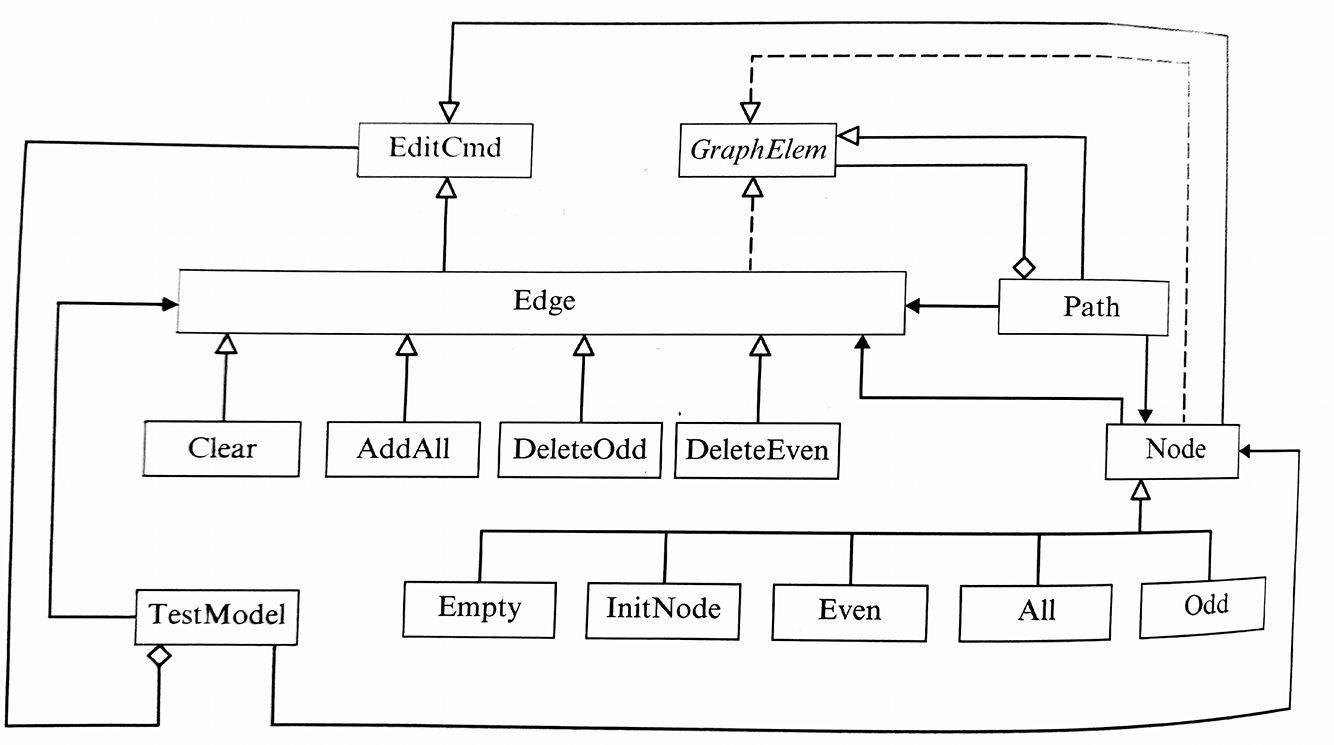 EditCmd
GraphElem
Edge
Path
Clear
AddAll
DeleteOdd
DeleteEven
Node
Empty
InitNode
Even
All
Odd
TestModel